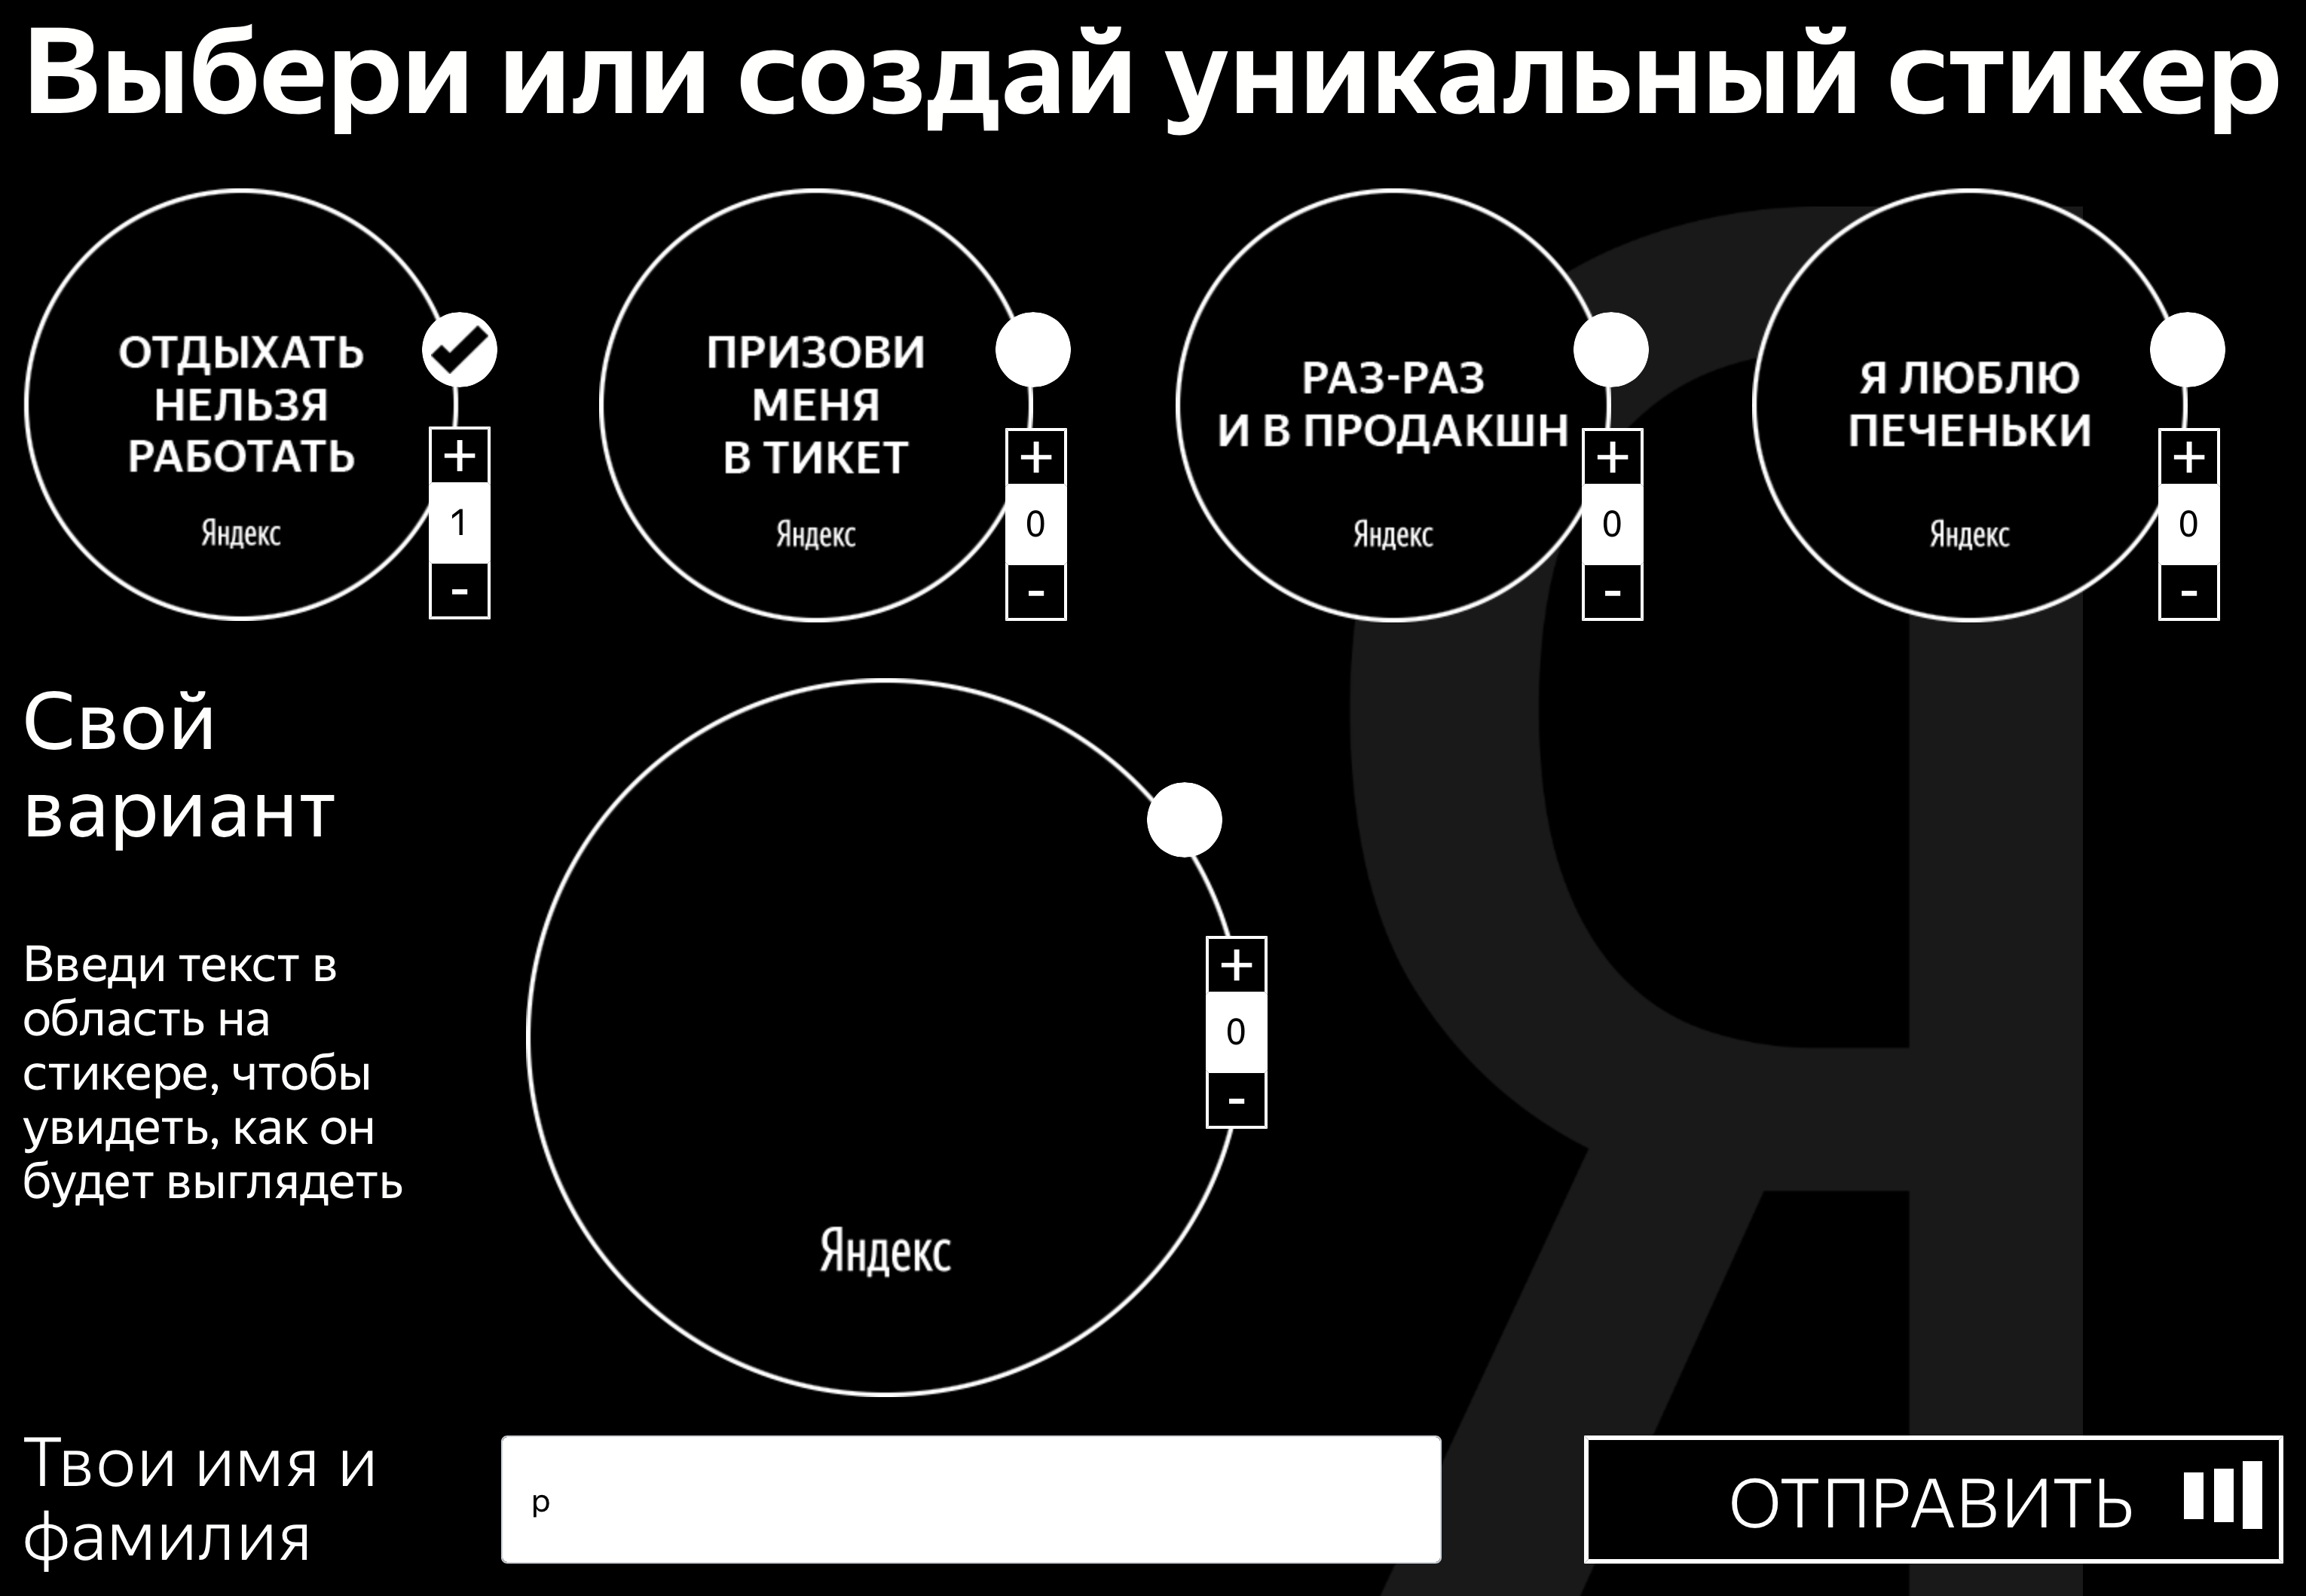 Выбери или создай уникальный стикер
ОТДЫХАТЬ
НЕЛЬЗЯ
РАБОТАТЬ
Яндекс
+
1
-
ПРИЗОВИ
МЕНЯ
В ТИКЕТ
Яндекс
+
0
-
РАЗ-РАЗ
И В ПРОДАКШН
Яндекс
+
0
-
Я ЛЮБЛЮ
ПЕЧЕНЬКИ
Яндекс
+
0
-
Свой
вариант
Введи текст в
область на
стикере, чтобы
увидеть, как он
будет выглядеть
Яндекс
+
0
-
Твои имя и
фамилия
р
ОТПРАВИТЬ
Я